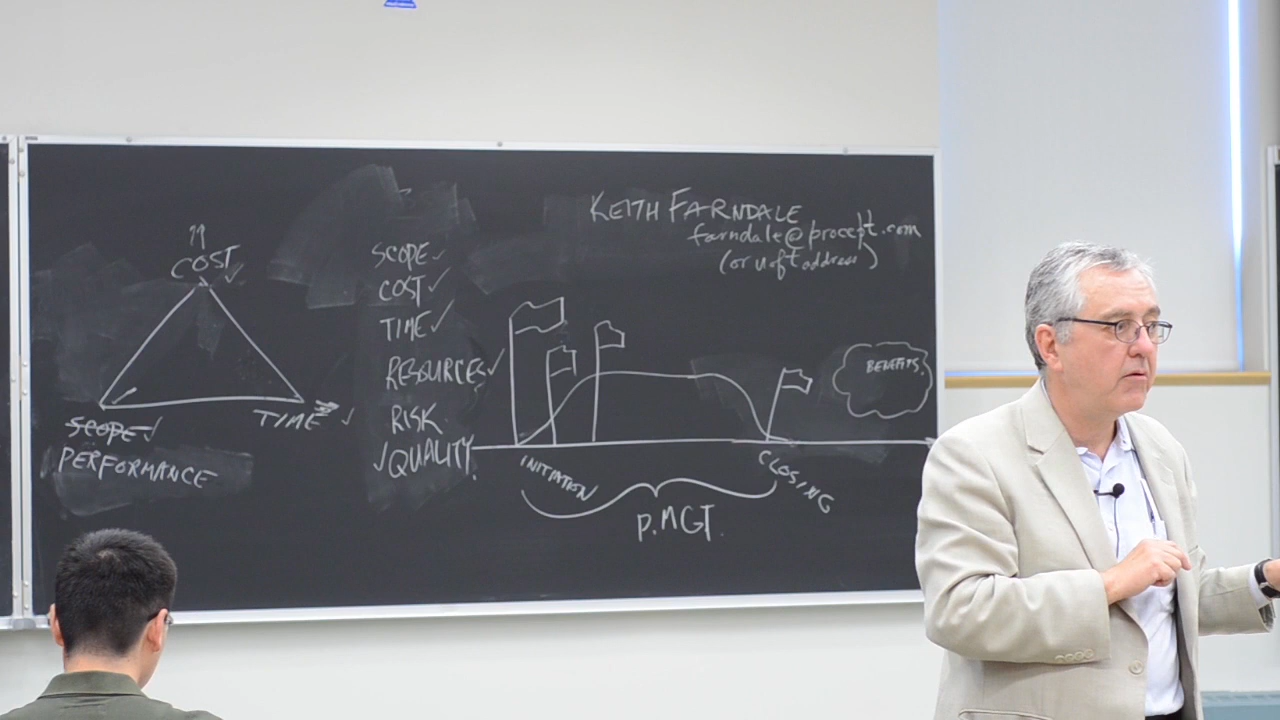 KEITH FARNDALE
farndale@procept.com
(or uoft address)
COST
SCOPE
PERFORMANCE
TIME
SCOPE
COST
TIME
RESOURCES
RISK
QUALITY
INITIATION
CLOSING
P.MGT.
BENEFITS